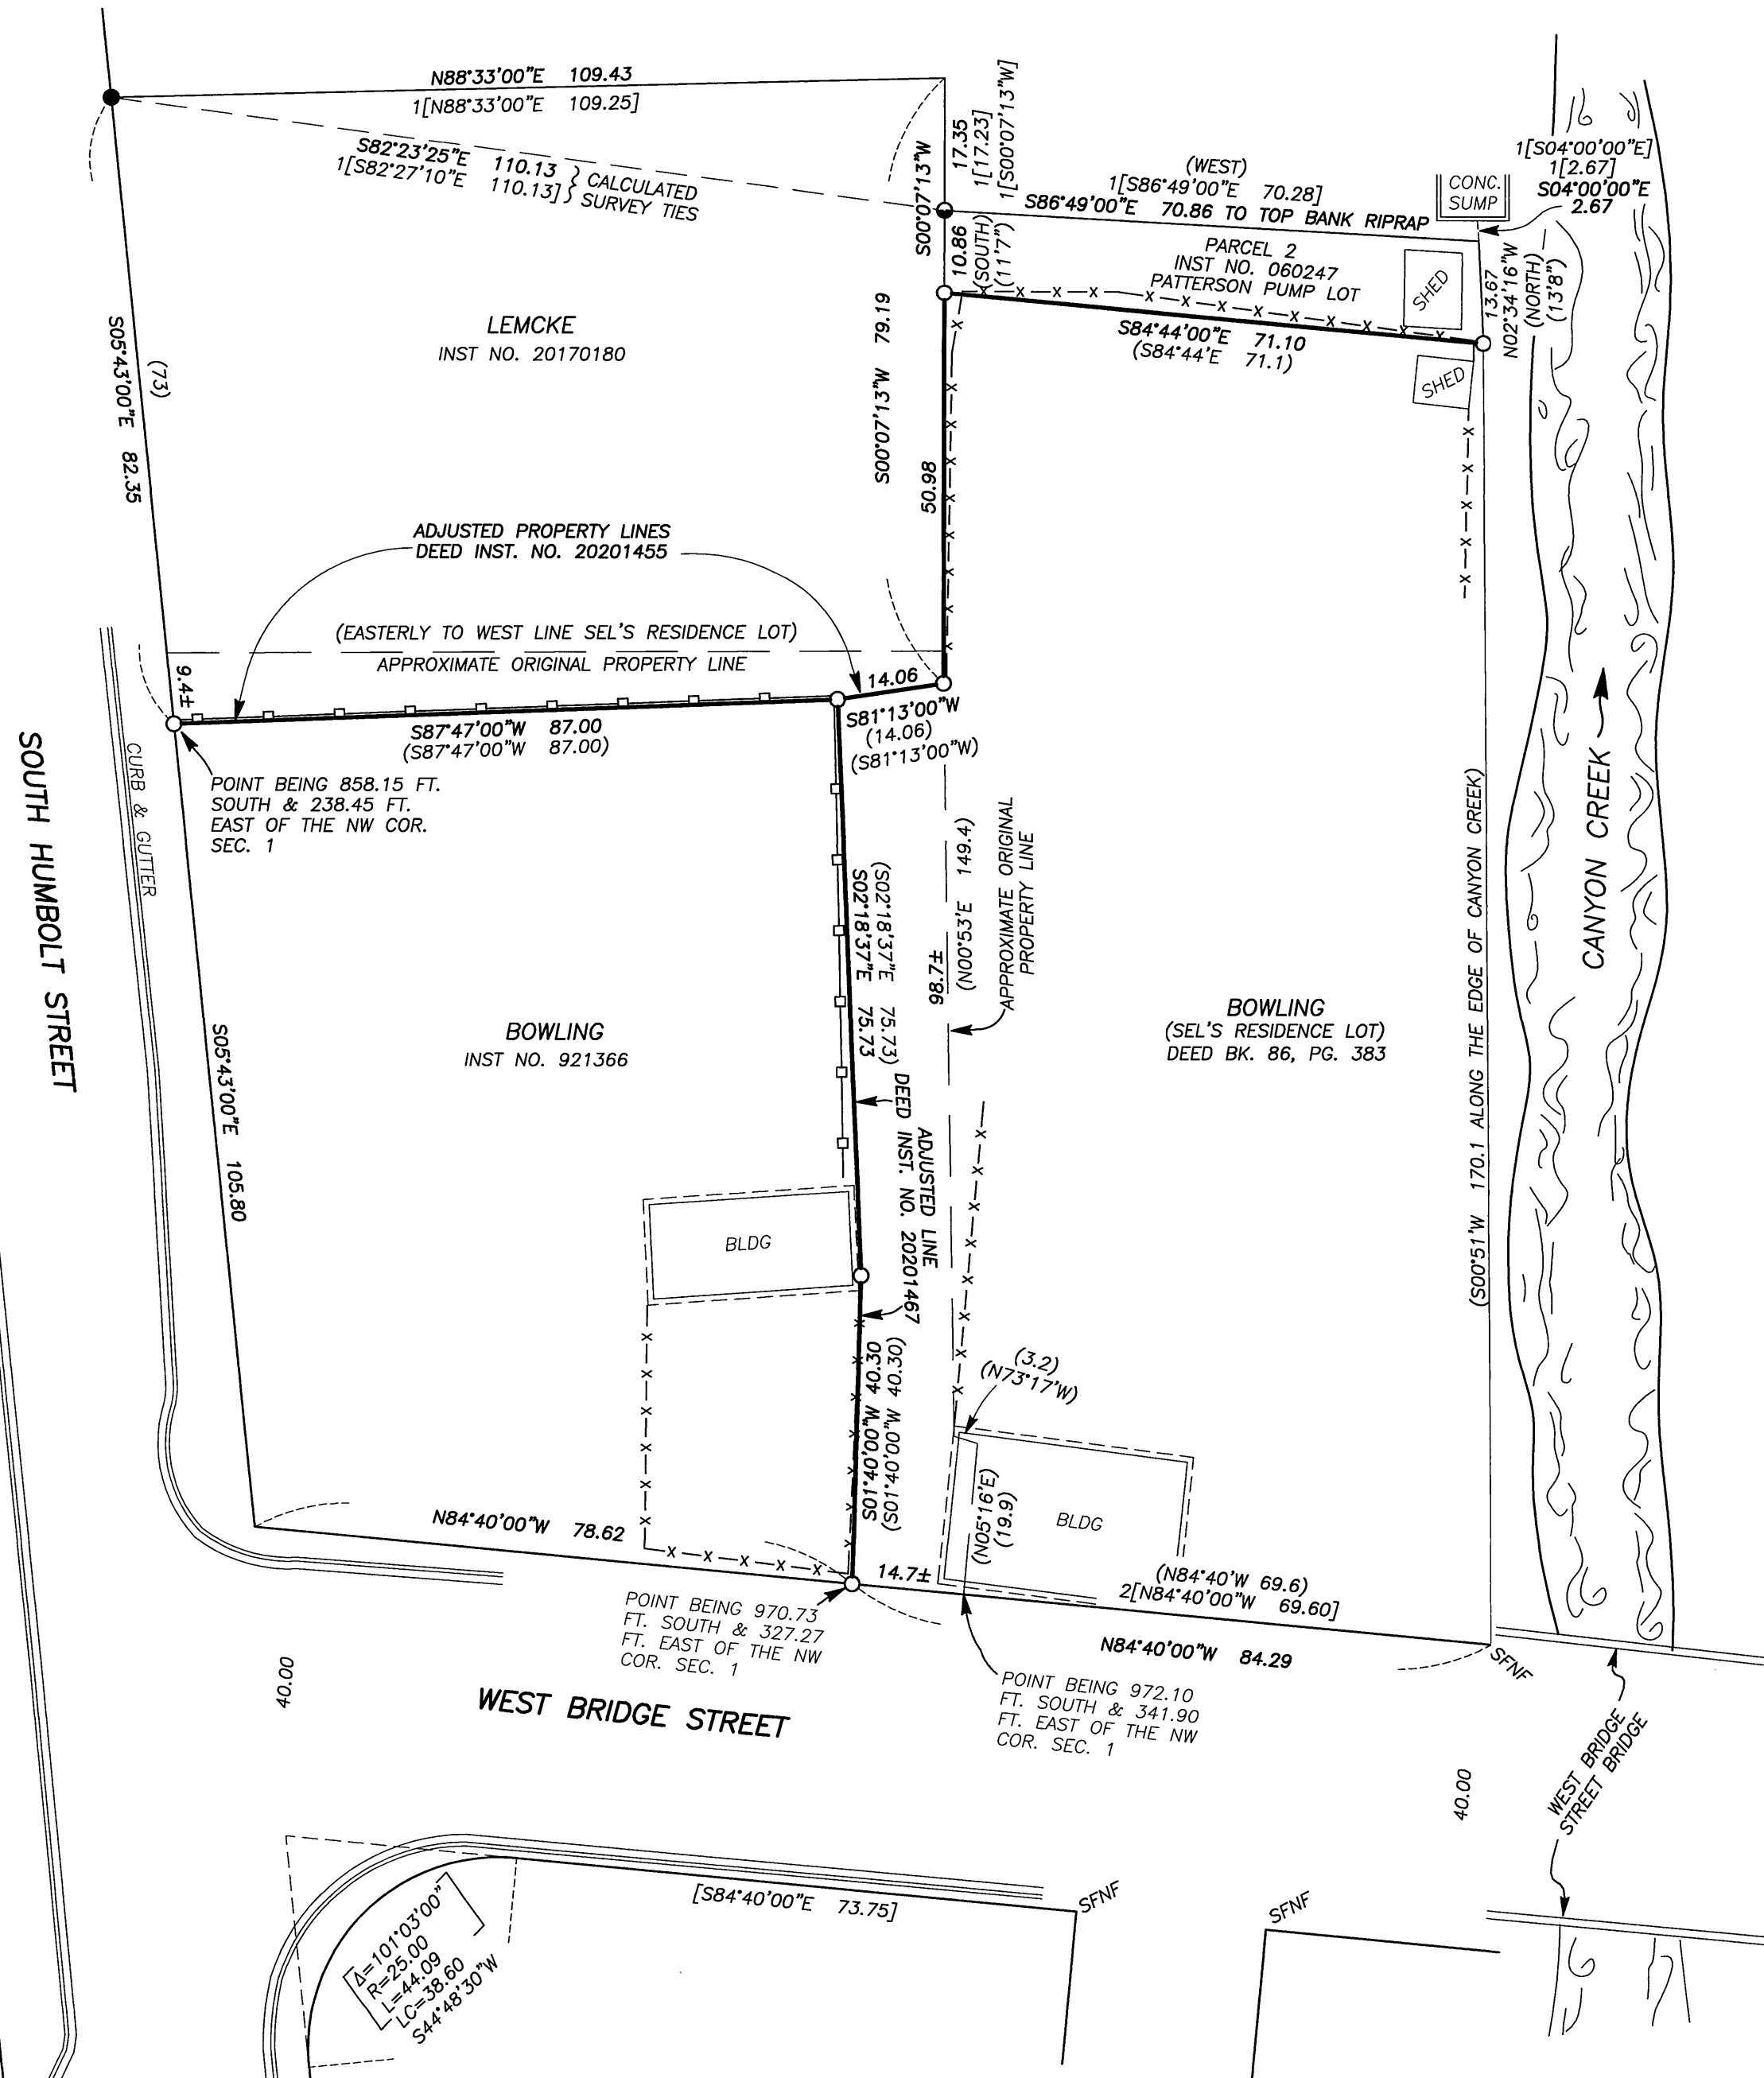 N88°33'00"E 109.43
1[N88°33'00"E 109.25]
S82°23'25"E 110.13
1[S82°27'10"E 110.13]
CALCULATED
SURVEY TIES
S00°07'13"W
17.35
1[17.23]
1[S00°07'13"W]
(WEST)
1[S86°49'00"E 70.28]
S86°49'00"E 70.86 TO TOP BANK RIPRAP
CONC.
SUMP
1[S04°00'00"E]
1[2.67]
S04°00'00"E
2.67
10.86
(SOUTH)
(11'7")
PARCEL 2
INST NO. 060247
PATTERSON PUMP LOT
SHED
13.67
N02°34'16"W
(NORTH)
(13'8")
S84°44'00"E 71.10
(S84°44'E 71.1)
SHED
LEMCKE
INST NO. 20170180
S05°43'00"E 82.35
(73)
S00°07'13"W 79.19
50.98
ADJUSTED PROPERTY LINES
DEED INST. NO. 20201455
(EASTERLY TO WEST LINE SEL'S RESIDENCE LOT)
APPROXIMATE ORIGINAL PROPERTY LINE
9.4±
14.06
S81°13'00"W
(14.06)
(S81°13'00"W)
S87°47'00"W 87.00
(S87°47'00"W 87.00)
POINT BEING 858.15 FT.
SOUTH & 238.45 FT.
EAST OF THE NW COR.
SEC. 1
SOUTH HUMBOLT STREET
CURB & GUTTER
CANYON CREEK
(S02°18'37"E 75.73)
S02°18'37"E 75.73
98.7±
(N00°53'E 149.4)
APPROXIMATE ORIGINAL
PROPERTY LINE
BOWLING
INST NO. 921366
BOWLING
(SEL'S RESIDENCE LOT)
DEED BK. 86, PG. 383
(S00°51'W 170.1 ALONG THE EDGE OF CANYON CREEK)
S05°43'00"E 105.80
ADJUSTED LINE
DEED INST. NO. 20201467
BLDG
S01°40'00"W 40.30
(S01°40'00"W 40.30)
(3.2)
(N73°17'W)
(N05°16'E)
(19.9)
BLDG
N84°40'00"W 78.62
14.7±
(N84°40'W 69.6)
2[N84°40'00"W 69.60]
N84°40'00"W 84.29
SFNF
POINT BEING 970.73
FT. SOUTH & 327.27
FT. EAST OF THE NW
COR. SEC. 1
POINT BEING 972.10
FT. SOUTH & 341.90
FT. EAST OF THE NW
COR. SEC. 1
40.00
WEST BRIDGE STREET
40.00
WEST BRIDGE
STREET BRIDGE
[S84°40'00"E 73.75]
SFNF
SFNF
Δ=101°03'00"
R=25.00
L=44.09
LC=38.60
S44°48'30"W